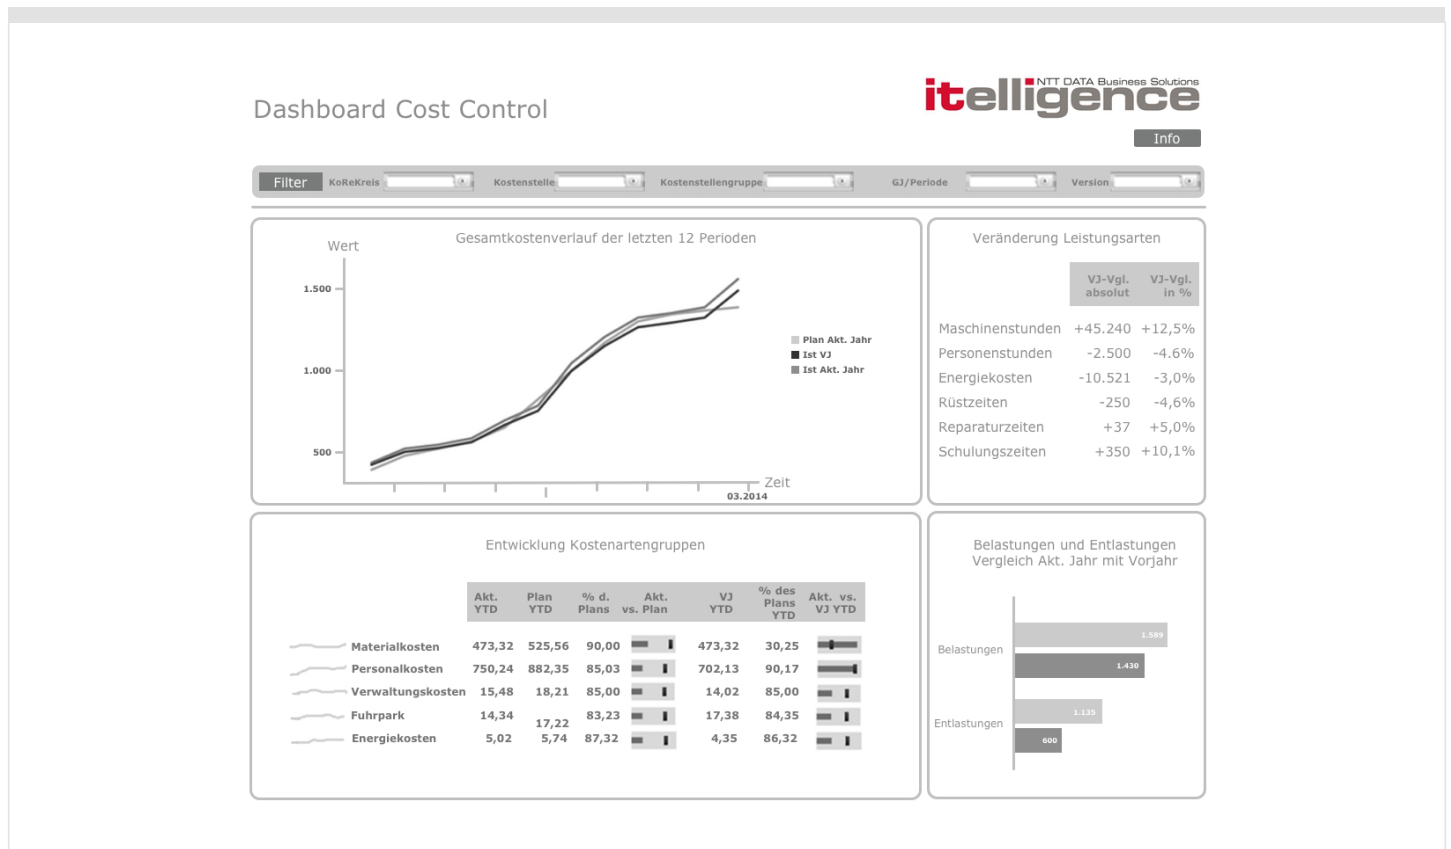 NTT DATA Business Solutions
itelligence
Dashboard Cost Control
Info
Filter KoReKreis Kostenstelle Kostenstellengruppe GJ/Periode Version
Gesamtkostenverlauf der letzten 12 Perioden
Wert
1.500
1.000
500
Plan Akt. Jahr
Ist VJ
Ist Akt. Jahr
Zeit
03.2014
Veränderung Leistungsarten
VJ-Vgl. VJ-Vgl.
absolut in %
Maschinenstunden +45.240 +12,5%
Personenstunden -2.500 -4.6%
Energiekosten -10.521 -3,0%
Rüstzeiten -250 -4,6%
Reparaturzeiten +37 +5,0%
Schulungszeiten +350 +10,1%
Entwicklung Kostenartengruppen
Akt. Plan % d. Akt. VJ % des Akt. vs.
YTD YTD Plans vs. Plan YTD Plans VJ YTD
YTD
Materialkosten 473,32 525,56 90,00 473,32 30,25
Personalkosten 750,24 882,35 85,03 702,13 90,17
Verwaltungskosten 15,48 18,21 85,00 14,02 85,00
Fuhrpark 14,34 17,22 83,23 17,38 84,35
Energiekosten 5,02 5,74 87,32 4,35 86,32
Belastungen und Entlastungen
Vergleich Akt. Jahr mit Vorjahr
Belastungen
1.589
1.430
Entlastungen
1.135
600